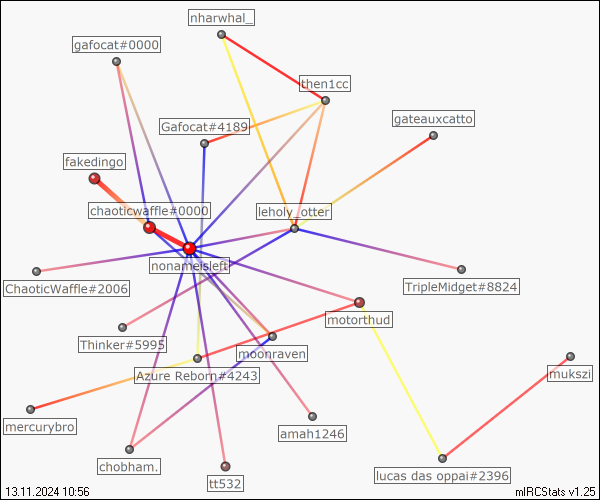 nharwhal_
gafocat#0000
then1cc
gateauxcatto
Gafocat#4189
fakedingo
chaoticwaffle#0000
leholy_otter
nonameisleft
ChaoticWaffle#2006
TripleMidget#8824
motorthud
Thinker#5995
moonraven
Azure Reborn#4243
mukszi
mercurybro
amah1246
chobham.
lucas das oppai#2396
tt532
13.11.2024 10:56
mIRCStats v1.25